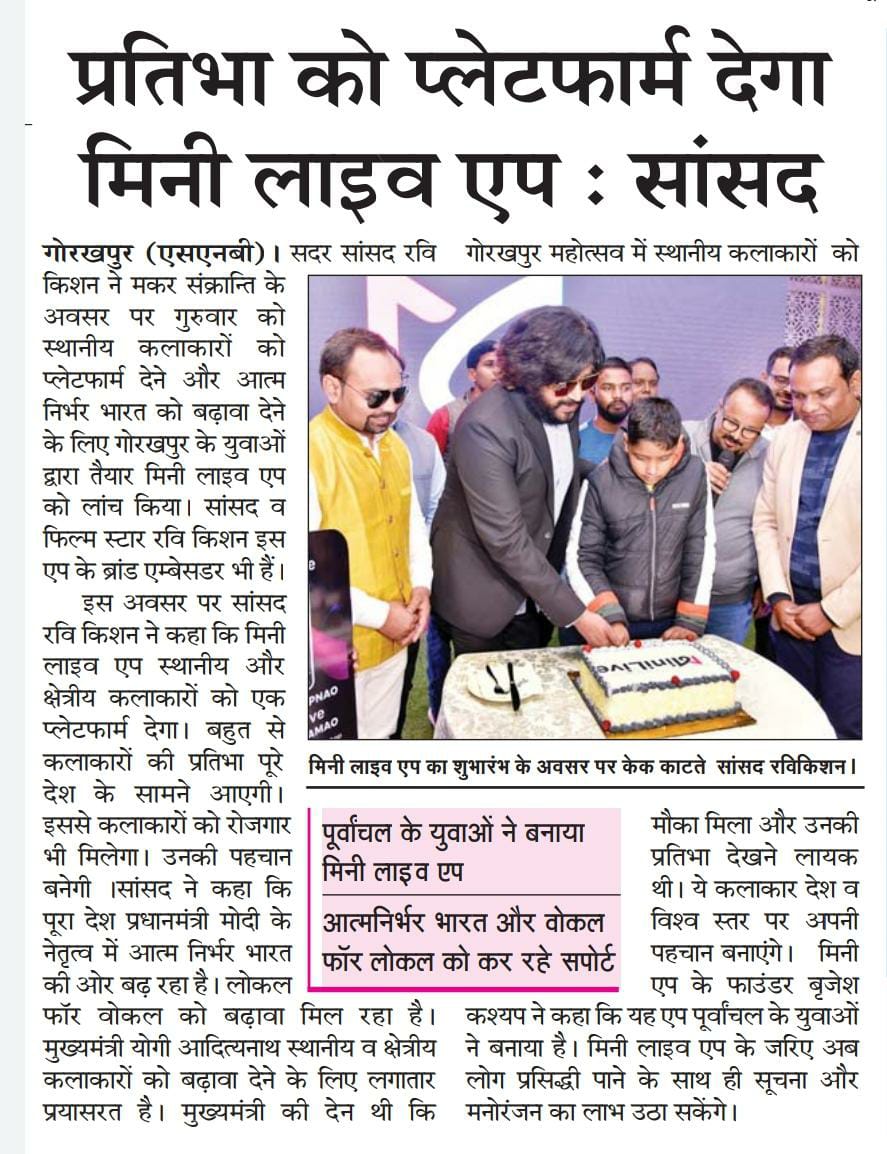 प्रतिभा को प्लेटफार्म देगा
मिनी लाइव एप : सांसद
गोरखपुर (एसएनबी)। सदर सांसद रवि
किशन ने मकर संक्रान्ति के
अवसर पर गुरुवार को
स्थानीय कलाकारों को
प्लेटफार्म देने और आत्म
निर्भर भारत को बढ़ावा देने
के लिए गोरखपुर के युवाओं
द्वारा तैयार मिनी लाइव एप
को लांच किया। सांसद व
फिल्म स्टार रवि किशन इस
एप के ब्रांड एम्बेसडर भी हैं।
इस अवसर पर सांसद
रवि किशन ने कहा कि मिनी
लाइव एप स्थानीय और
क्षेत्रीय कलाकारों को एक
प्लेटफार्म देगा। बहुत से
कलाकारों की प्रतिभा पूरे
देश के सामने आएगी।
इससे कलाकारों को रोजगार
भी मिलेगा। उनकी पहचान
बनेगी ।सांसद ने कहा कि
पूरा देश प्रधानमंत्री मोदी के
नेतृत्व में आत्म निर्भर भारत
की ओर बढ़ रहा है। लोकल
फॉर वोकल को बढ़ावा मिल रहा है।
मुख्यमंत्री योगी आदित्यनाथ स्थानीय व क्षेत्रीय
कलाकारों को बढ़ावा देने के लिए लगातार
प्रयासरत है। मुख्यमंत्री की देन थी कि
गोरखपुर महोत्सव में स्थानीय कलाकारों को
PNAO
ve
AMAO
MiniLive
मिनी लाइव एप का शुभारंभ के अवसर पर केक काटते सांसद रविकिशन।
पूर्वांचल के युवाओं ने बनाया
मिनी लाइव एप
आत्मनिर्भर भारत और वोकल
फॉर लोकल को कर रहे सपोर्ट
मौका मिला और उनकी
प्रतिभा देखने लायक
थी। ये कलाकार देश व
विश्व स्तर पर अपनी
पहचान बनाएंगे। मिनी
एप के फाउंडर बृजेश
कश्यप ने कहा कि यह एप पूर्वांचल के युवाओं
ने बनाया है। मिनी लाइव एप के जरिए अब
लोग प्रसिद्धी पाने के साथ ही सूचना और
मनोरंजन का लाभ उठा सकेंगे।